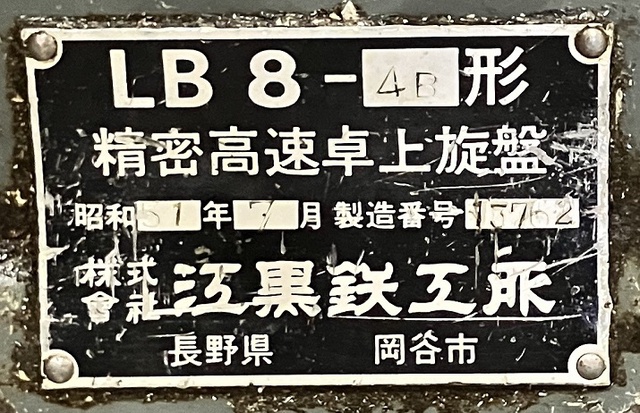 LB 8-4B形
精密高速卓上旋盤
昭和51年7月 製造番号 13762
株式會社 江黒鉄工所
長野県 岡谷市